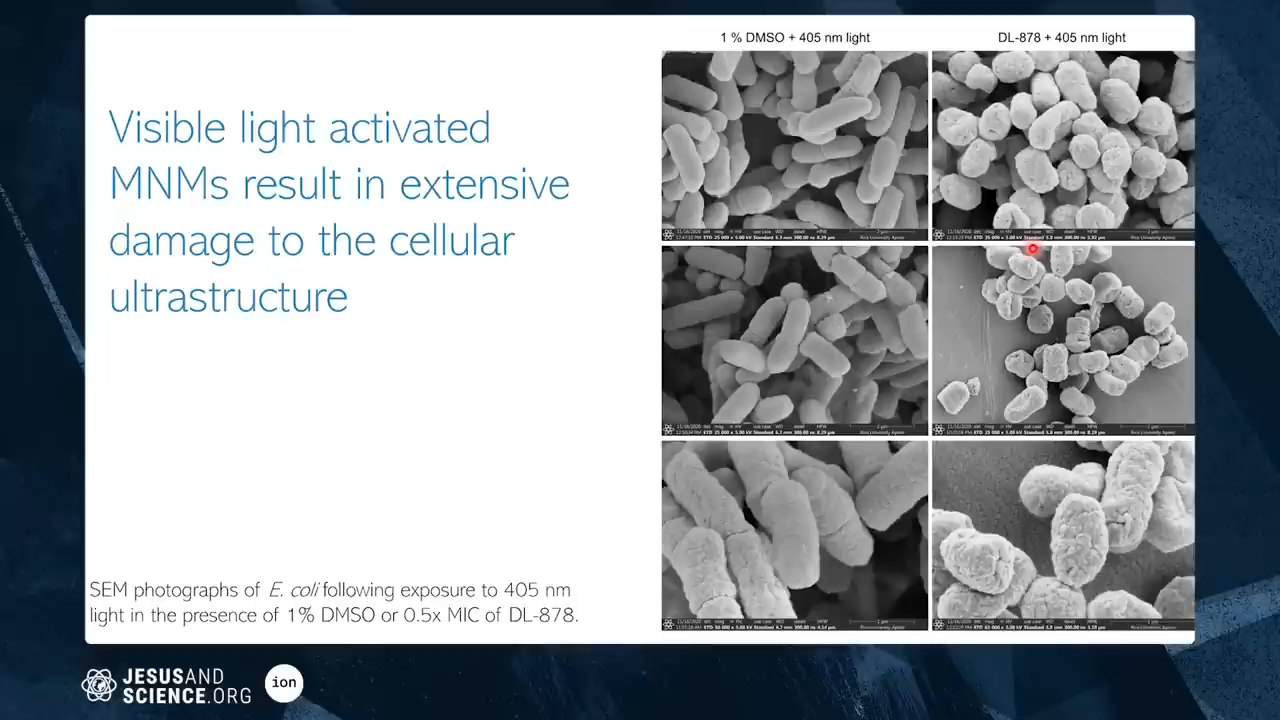 1 % DMSO + 405 nm light
DL-878 + 405 nm light
Visible light activated
MNMs result in extensive
damage to the cellular
ultrastructure
SEM photographs of E. coli following exposure to 405 nm
light in the presence of 1% DMSO or 0.5x MIC of DL-878.
JESUSAND
SCIENCE.ORG
ion